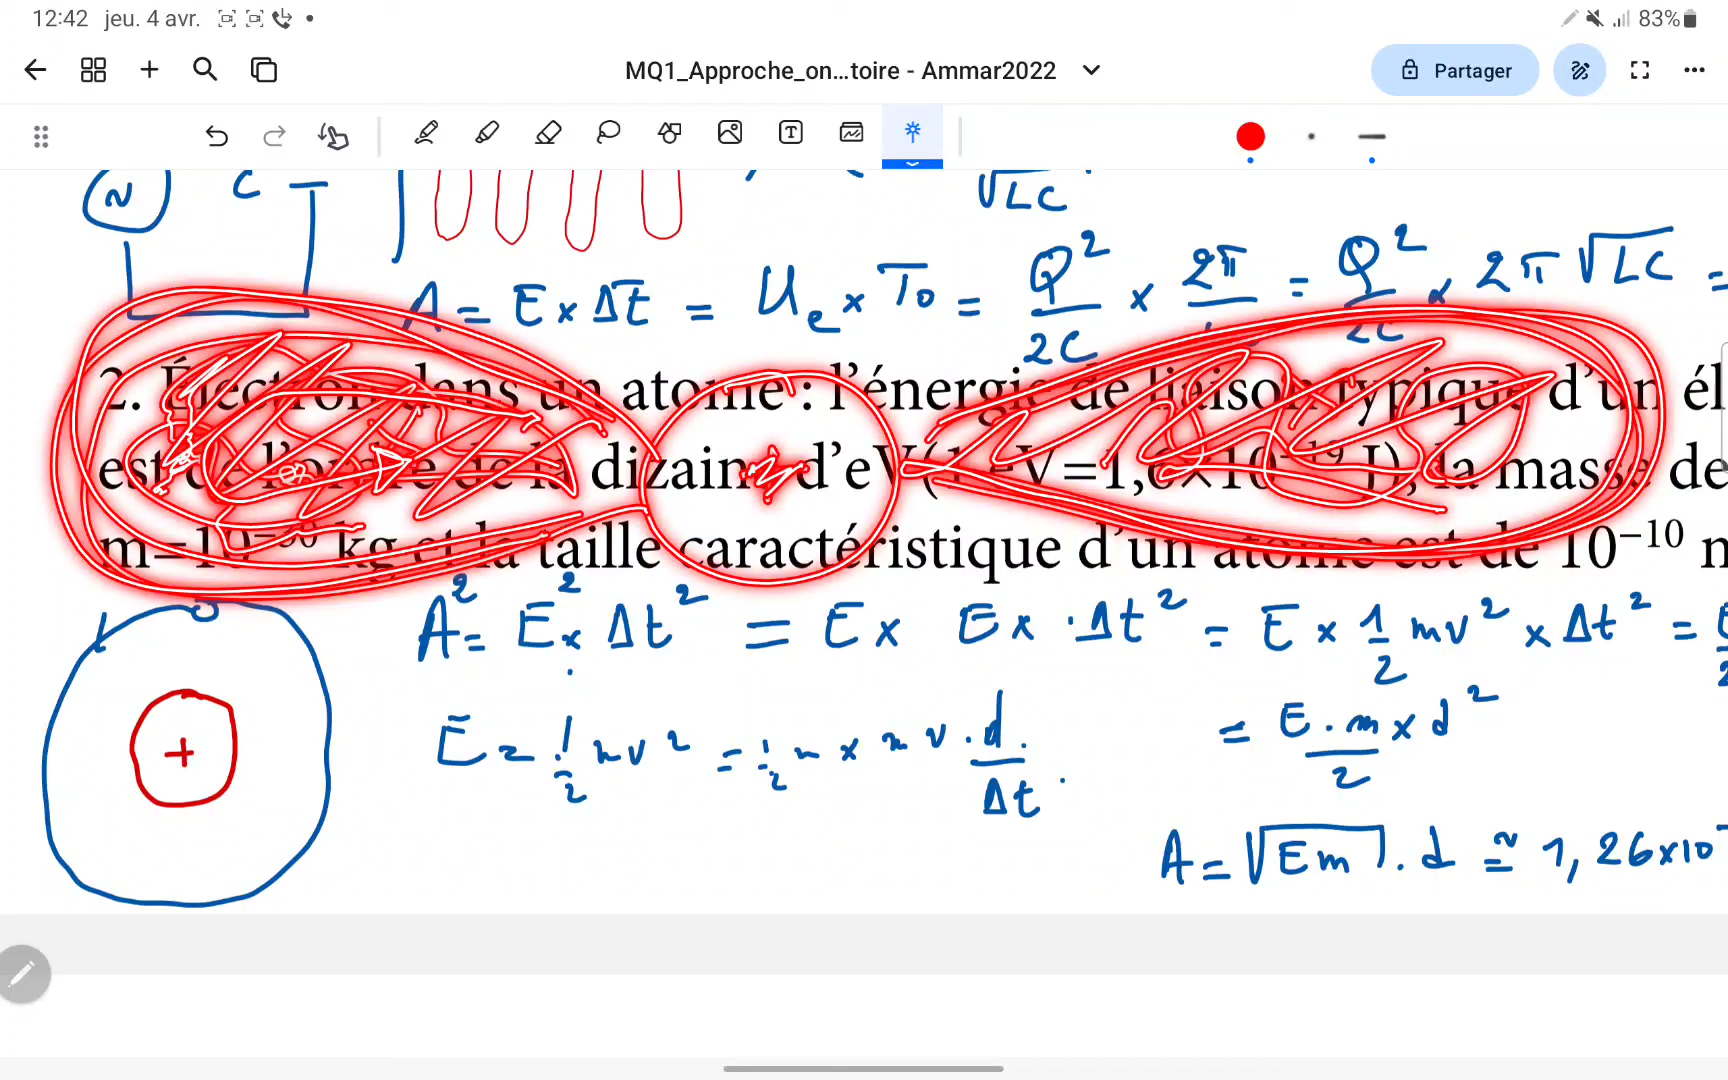 12:42 jeu. 4 avr.
83%
MQ1_Approche_on...toire - Ammar2022
Partager
~ C
√LC
A = E × Δt = Ue × T0 = Q²/2C × 2π/ = Q²/2C × 2π √LC =
2. Électron dans un atome : l'énergie de liaison typique d'un él
est de l'ordre de la dizaine d'eV(1 eV=1,6×10⁻¹⁹ J), la masse de
m=10⁻³⁰ kg et la taille caractéristique d'un atome est de 10⁻¹⁰ m
A² = E² × Δt² = E × E × Δt² = E × 1/2 mv² × Δt² = E
E = 1/2 mv² = 1/2 m × v · d/Δt
= E·m × d²/2
+
A = √Em . d ≃ 1,26×10